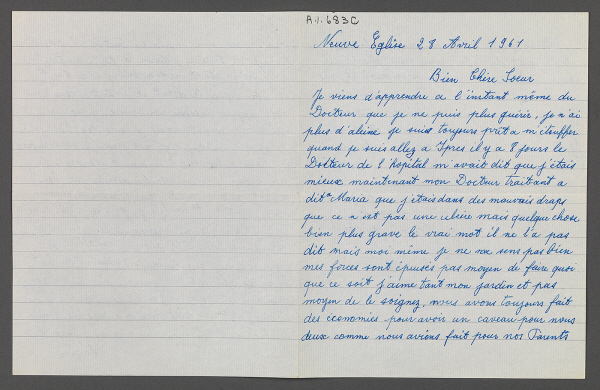 A.1.683C
Neuve Eglise 28 Avril 1961
Bien Chère Soeur
Je viens d'apprendre a l'instant même du
Docteur que je ne puis plus guérir, je n'ai
plus d'aleine je suis toujours prêt a m'étouffer
quand je suis allez a Ypres il y a 8 jours le
Docteur de l'hopital m'avait dit que j'étais
mieux maintenant mon Docteur traitant a
dit a Maria que j'étais dans des mauvais draps
que ce n'est pas une ulcère mais quelque chose
bien plus grave le vrai mot il ne l'a pas
dit mais moi même je ne me sens pas bien
mes forces sont épuisés pas moyen de faire quoi
que ce soit j'aime tant mon jardin et pas
moyen de le soignez, nous avons toujours fait
des economies pour avoir un caveau pour nous
deux comme nous avions fait pour nos Parents